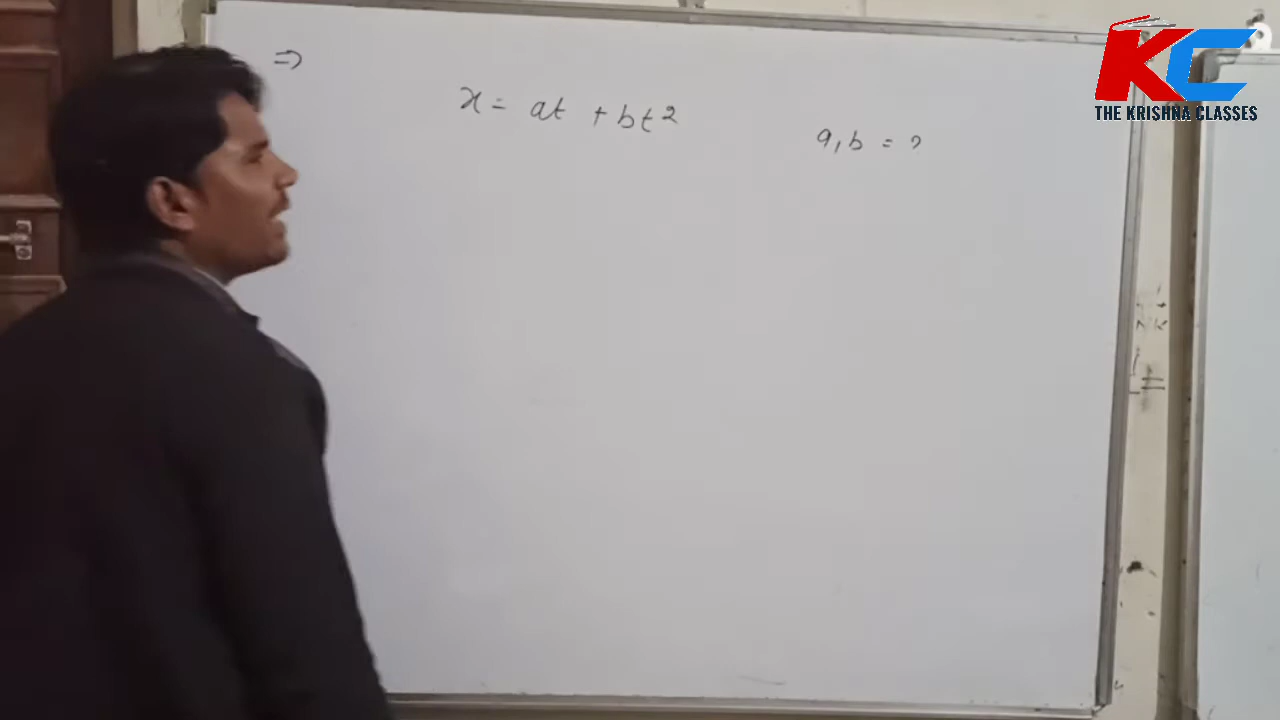 ⇒
x = at + bt²
a, b = ?
KC
THE KRISHNA CLASSES